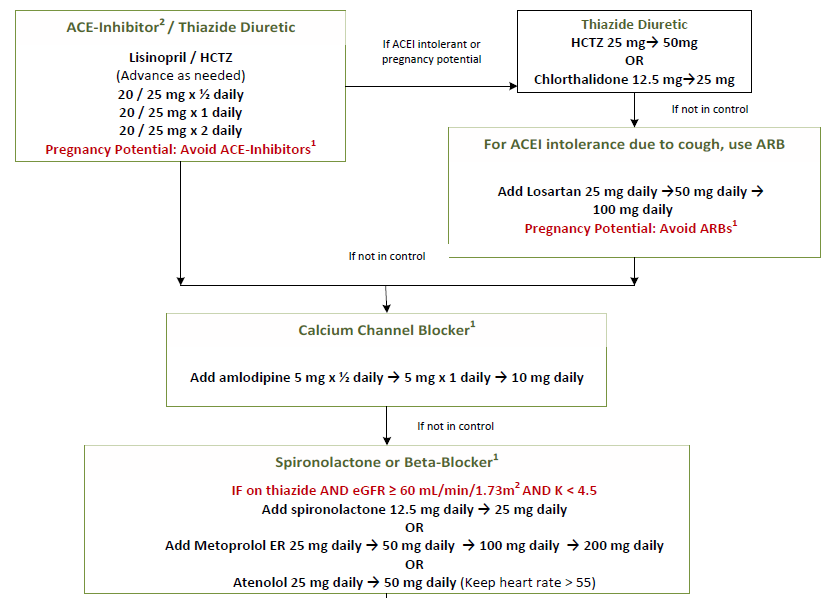 ACE-Inhibitor² / Thiazide Diuretic
Lisinopril / HCTZ
(Advance as needed)
20 / 25 mg x ½ daily
20 / 25 mg x 1 daily
20 / 25 mg x 2 daily
Pregnancy Potential: Avoid ACE-Inhibitors¹
If ACEI intolerant or
pregnancy potential
Thiazide Diuretic
HCTZ 25 mg→ 50mg
OR
Chlorthalidone 12.5 mg→25 mg
If not in control
For ACEI intolerance due to cough, use ARB
Add Losartan 25 mg daily →50 mg daily →
100 mg daily
Pregnancy Potential: Avoid ARBs¹
If not in control
Calcium Channel Blocker¹
Add amlodipine 5 mg x ½ daily → 5 mg x 1 daily → 10 mg daily
If not in control
Spironolactone or Beta-Blocker¹
IF on thiazide AND eGFR ≥ 60 mL/min/1.73m² AND K < 4.5
Add spironolactone 12.5 mg daily → 25 mg daily
OR
Add Metoprolol ER 25 mg daily → 50 mg daily → 100 mg daily → 200 mg daily
OR
Atenolol 25 mg daily → 50 mg daily (Keep heart rate > 55)